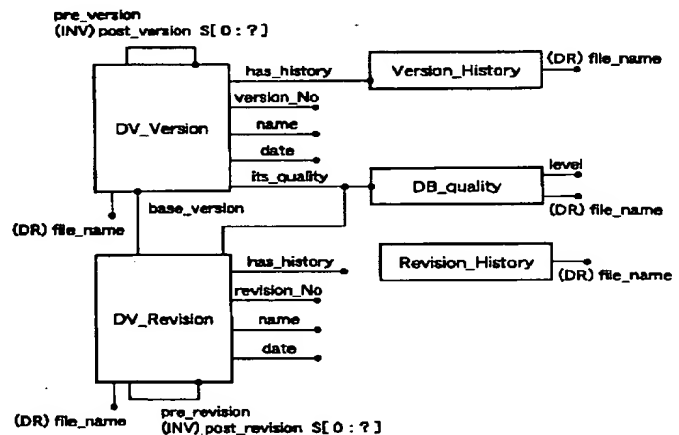 pre_version
(INV) post_version S[ 0 : ? ]
has_history
Version_History
(DR) file_name
version_No
DV_Version
name
date
its_quality
DB_quality
level
(DR) file_name
(DR) file_name
base_version
has_history
Revision_History
(DR) file_name
revision_No
DV_Revision
name
date
(DR) file_name
pre_revision
(INV) post_revision S[ 0 : ? ]